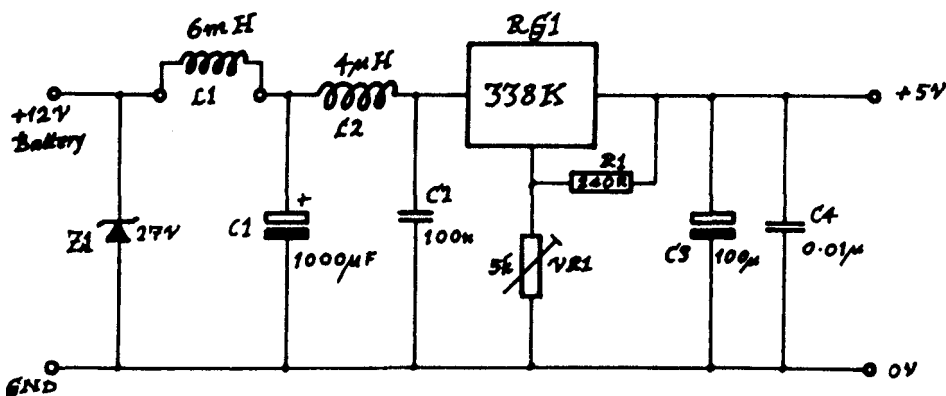 6mH
RG1
4µH
338K
+12V
Battery
L1
L2
+5V
R1
240R
Z1
27V
C1
+
1000µF
C2
100n
5k
VR1
C3
100µ
C4
0.01µ
GND
0V